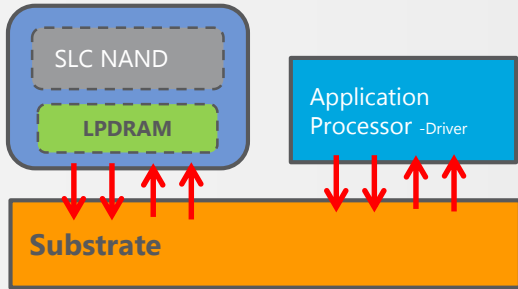 SLC NAND
LPDRAM
Application
Processor -Driver
Substrate